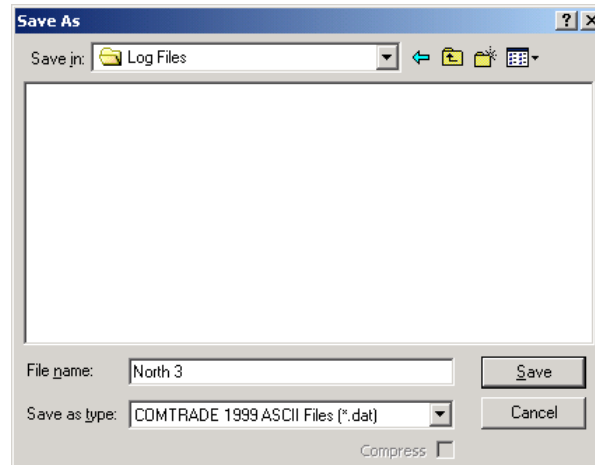 Save As
Save in: Log Files
File name: North 3 Save
Save as type: COMTRADE 1999 ASCII Files (*.dat) Cancel
Compress